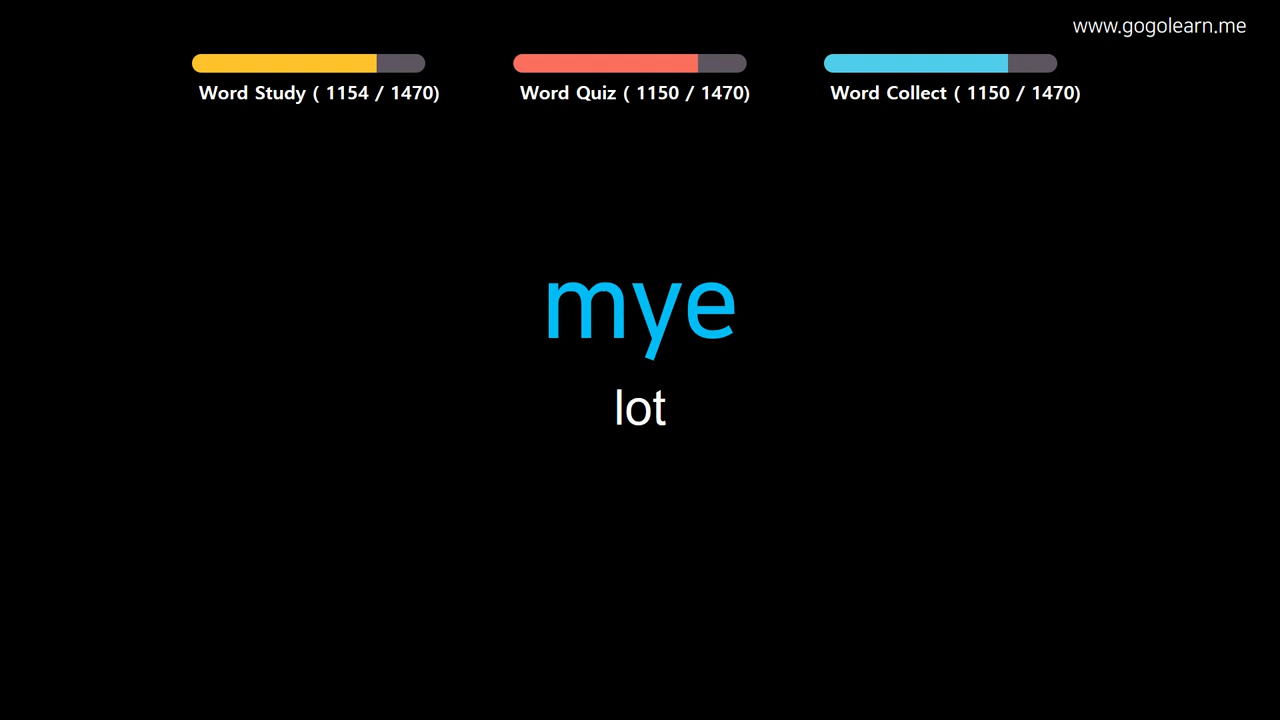 www.gogolearn.me
Word Study ( 1154 / 1470)
Word Quiz ( 1150 / 1470)
Word Collect ( 1150 / 1470)
mye
lot